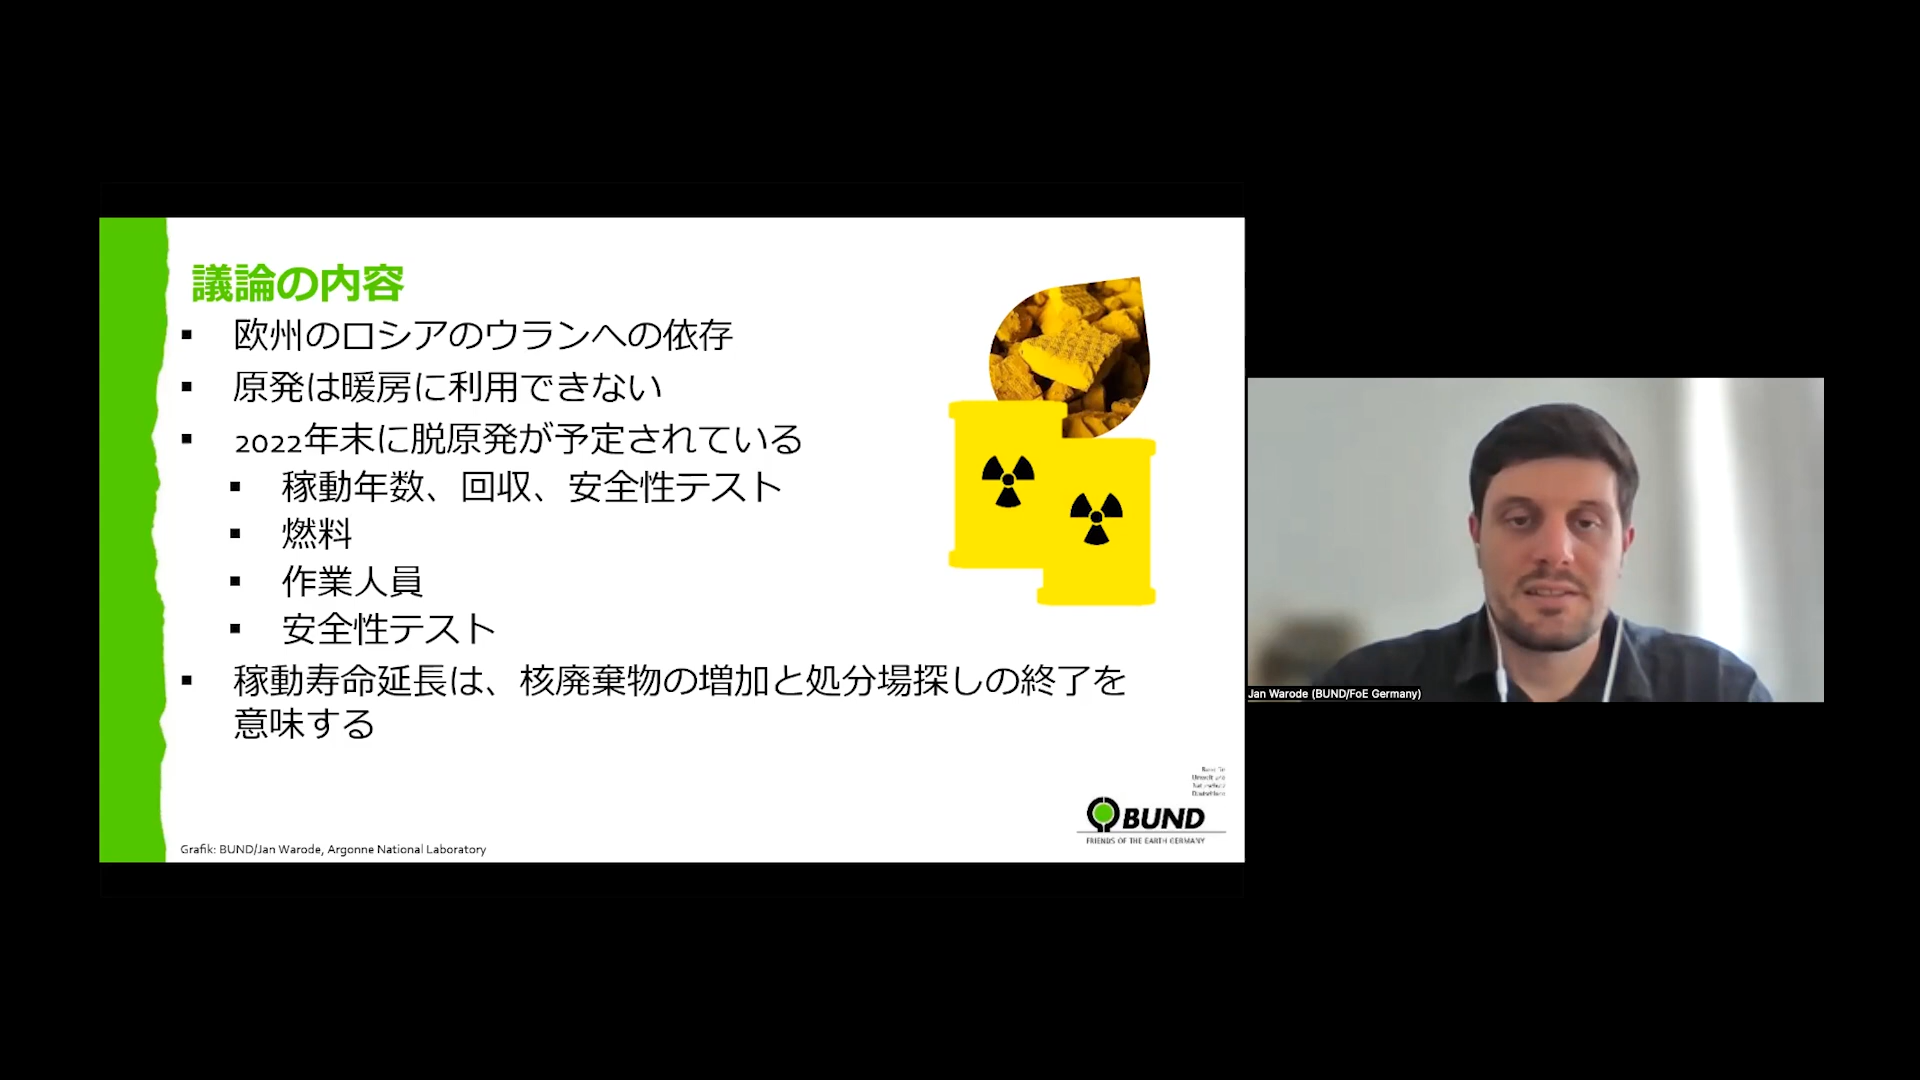 議論の内容
▪ 欧州のロシアのウランへの依存
▪ 原発は暖房に利用できない
▪ 2022年末に脱原発が予定されている
▪ 稼動年数、回収、安全性テスト
▪ 燃料
▪ 作業人員
▪ 安全性テスト
▪ 稼動寿命延長は、核廃棄物の増加と処分場探しの終了を
意味する
BUND
FRIENDS OF THE EARTH GERMANY
Grafik: BUND/Jan Warode, Argonne National Laboratory
Jan Warode (BUND/FoE Germany)